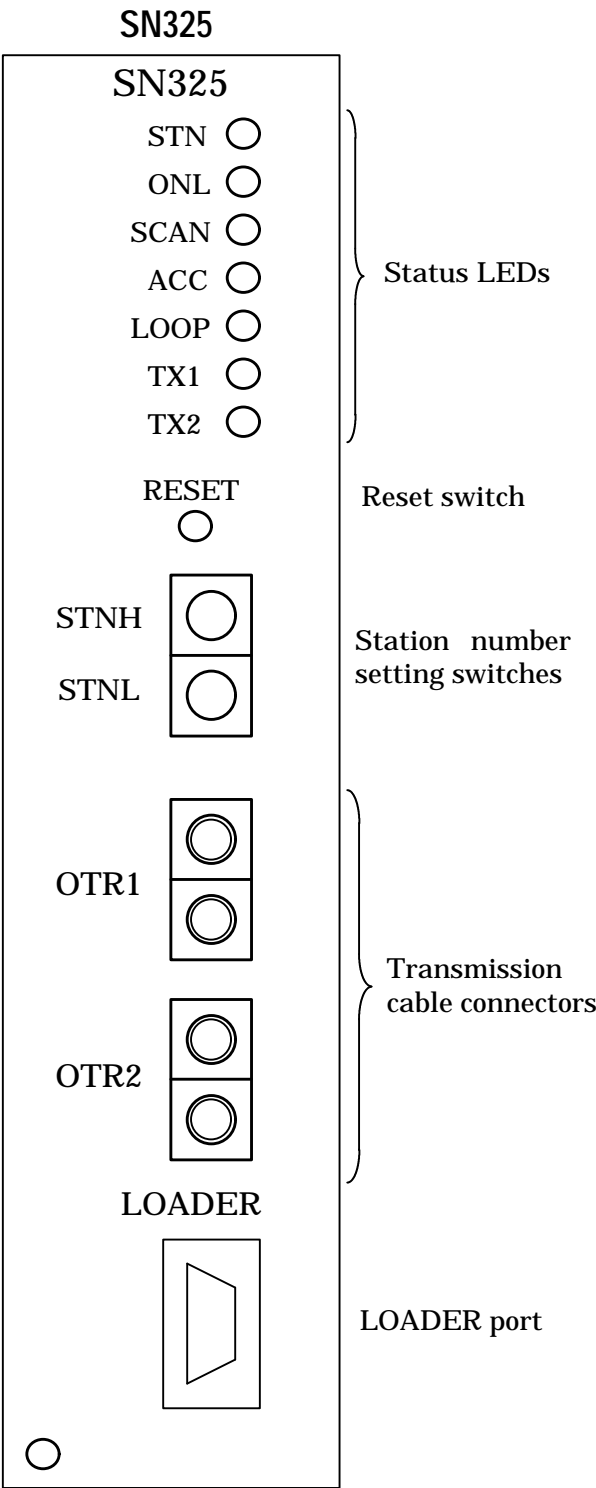 SN325
SN325
STN
ONL
SCAN
ACC
LOOP
TX1
TX2
Status LEDs
RESET
Reset switch
STNH
STNL
Station number
setting switches
OTR1
OTR2
Transmission
cable connectors
LOADER
LOADER port